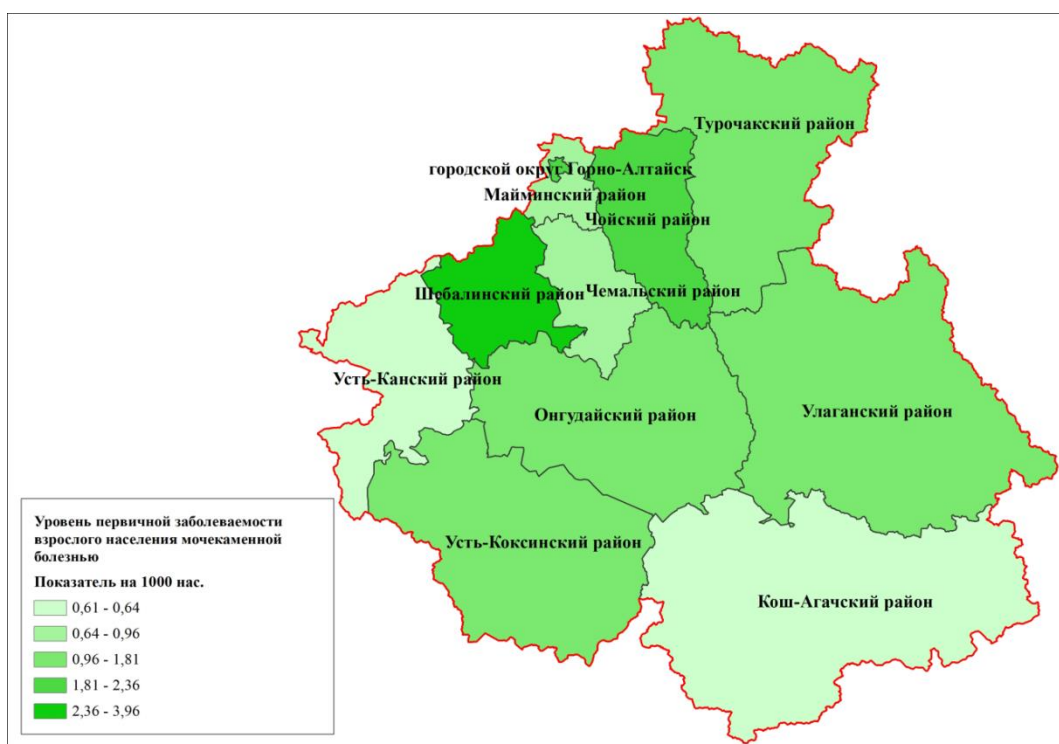 Турочакский район
городской округ Горно-Алтайск
Майминский район
Чойский район
Шебалинский район
Чемальский район
Усть-Канский район
Онгудайский район
Улаганский район
Усть-Коксинский район
Кош-Агачский район
Уровень первичной заболеваемости
взрослого населения мочекаменной
болезнью
Показатель на 1000 нас.
0,61 - 0,64
0,64 - 0,96
0,96 - 1,81
1,81 - 2,36
2,36 - 3,96